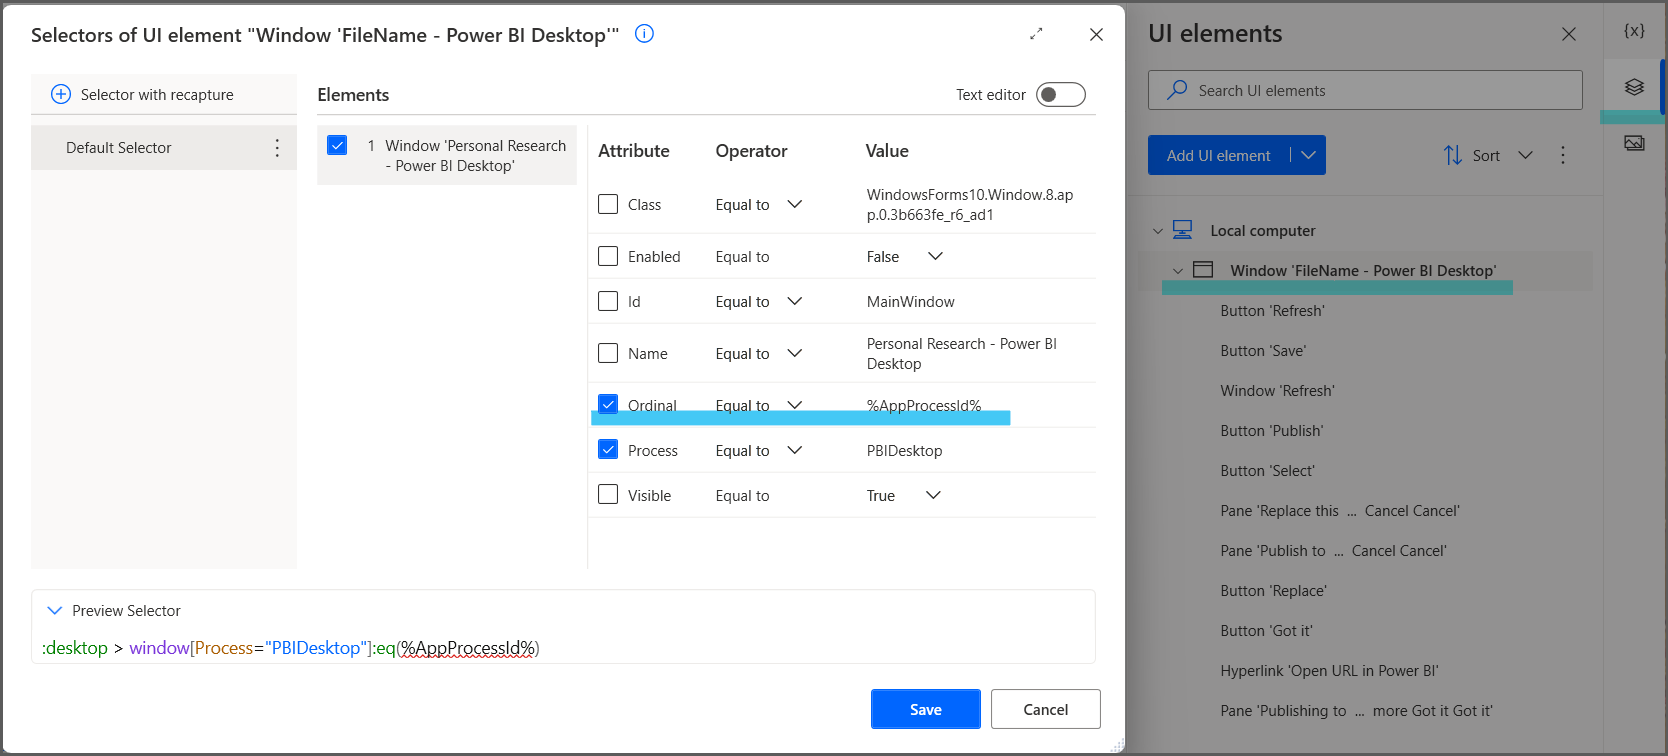 Selectors of UI element "Window 'FileName - Power BI Desktop'"
Selector with recapture
Default Selector
Elements
Text editor
1 Window 'Personal Research
- Power BI Desktop'
Attribute Operator Value
Class Equal to WindowsForms10.Window.8.ap
p.0.3b663fe_r6_ad1
Enabled Equal to False
Id Equal to MainWindow
Name Equal to Personal Research - Power BI
Desktop
Ordinal Equal to %AppProcessId%
Process Equal to PBIDesktop
Visible Equal to True
Preview Selector
:desktop > window[Process="PBIDesktop"]:eq(%AppProcessId%)
Save Cancel
UI elements
Search UI elements
Add UI element
Sort
Local computer
Window 'FileName - Power BI Desktop'
Button 'Refresh'
Button 'Save'
Window 'Refresh'
Button 'Publish'
Button 'Select'
Pane 'Replace this ... Cancel Cancel'
Pane 'Publish to ... Cancel Cancel'
Button 'Replace'
Button 'Got it'
Hyperlink 'Open URL in Power BI'
Pane 'Publishing to ... more Got it Got it'
{x}